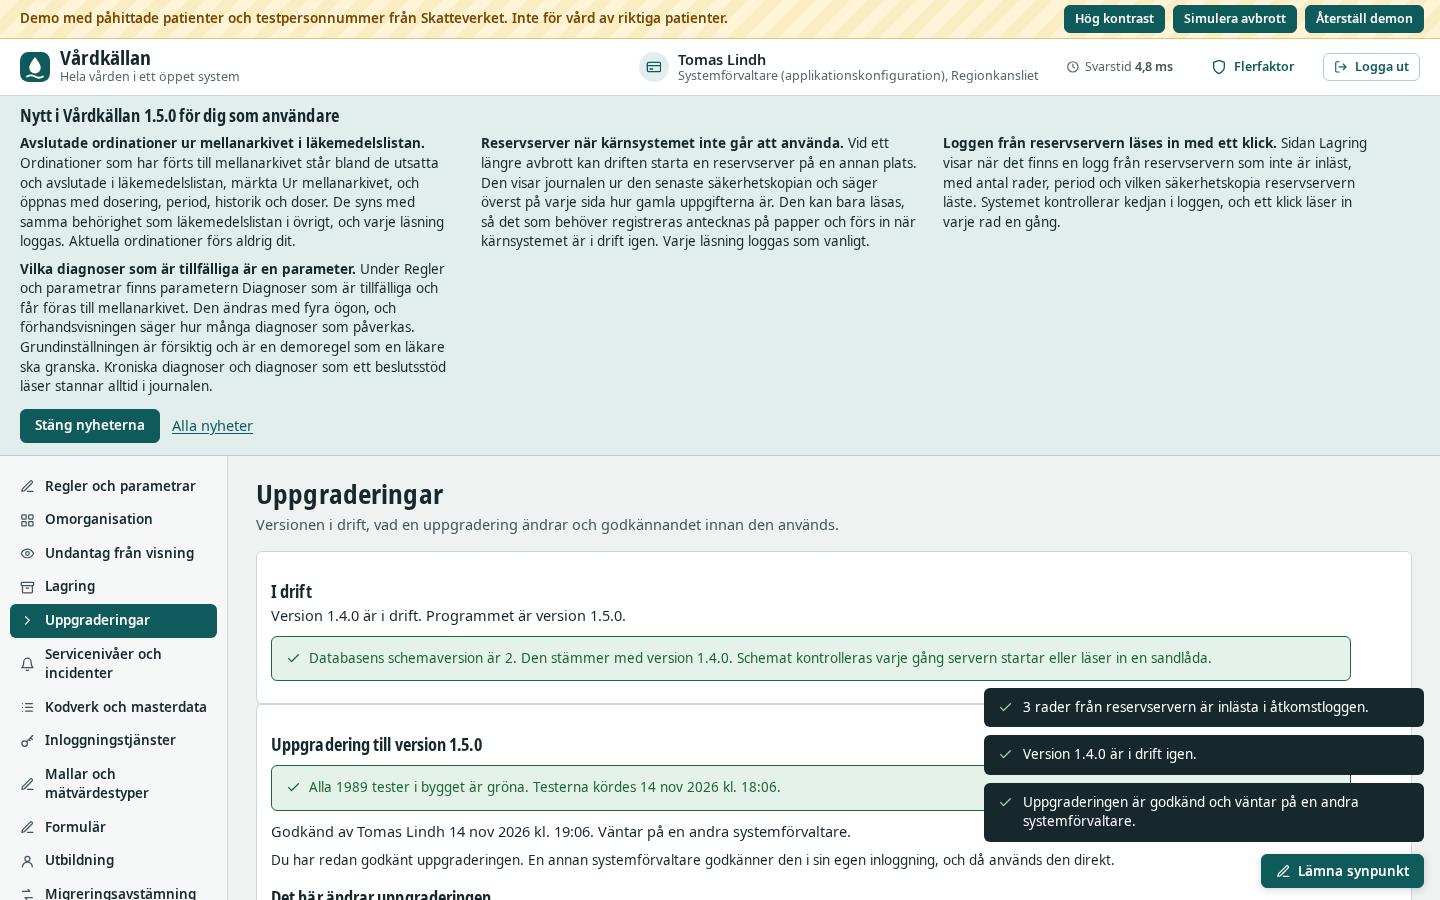 Demo med påhittade patienter och testpersonnummer från Skatteverket. Inte för vård av riktiga patienter.
Hög kontrast
Simulera avbrott
Återställ demon
Vårdkällan
Hela vården i ett öppet system
Tomas Lindh
Systemförvaltare (applikationskonfiguration), Regionkansliet
Svarstid 4,8 ms
Flerfaktor
Logga ut
Nytt i Vårdkällan 1.5.0 för dig som användare
Avslutade ordinationer ur mellanarkivet i läkemedelslistan.
Ordinationer som har förts till mellanarkivet står bland de utsatta
och avslutade i läkemedelslistan, märkta Ur mellanarkivet, och
öppnas med dosering, period, historik och doser. De syns med
samma behörighet som läkemedelslistan i övrigt, och varje läsning
loggas. Aktuella ordinationer förs aldrig dit.
Vilka diagnoser som är tillfälliga är en parameter. Under Regler
och parametrar finns parametern Diagnoser som är tillfälliga och
får föras till mellanarkivet. Den ändras med fyra ögon, och
förhandsvisningen säger hur många diagnoser som påverkas.
Grundinställningen är försiktig och är en demoregel som en läkare
ska granska. Kroniska diagnoser och diagnoser som ett beslutsstöd
läser stannar alltid i journalen.
Reservserver när kärnsystemet inte går att använda. Vid ett
längre avbrott kan driften starta en reservserver på en annan plats.
Den visar journalen ur den senaste säkerhetskopian och säger
överst på varje sida hur gamla uppgifterna är. Den kan bara läsas,
så det som behöver registreras antecknas på papper och förs in när
kärnsystemet är i drift igen. Varje läsning loggas som vanligt.
Loggen från reservservern läses in med ett klick. Sidan Lagring
visar när det finns en logg från reservservern som inte är inläst,
med antal rader, period och vilken säkerhetskopia reservservern
läste. Systemet kontrollerar kedjan i loggen, och ett klick läser in
varje rad en gång.
Stäng nyheterna
Alla nyheter
Regler och parametrar
Omorganisation
Undantag från visning
Lagring
Uppgraderingar
Servicenivåer och
incidenter
Kodverk och masterdata
Inloggningstjänster
Mallar och
mätvärdestyper
Formulär
Utbildning
Migreringsavstämning
Uppgraderingar
Versionen i drift, vad en uppgradering ändrar och godkännandet innan den används.
I drift
Version 1.4.0 är i drift. Programmet är version 1.5.0.
Databasens schemaversion är 2. Den stämmer med version 1.4.0. Schemat kontrolleras varje gång servern startar eller läser in en sandlåda.
Uppgradering till version 1.5.0
Alla 1989 tester i bygget är gröna. Testerna kördes 14 nov 2026 kl. 18:06.
Godkänd av Tomas Lindh 14 nov 2026 kl. 19:06. Väntar på en andra systemförvaltare.
Du har redan godkänt uppgraderingen. En annan systemförvaltare godkänner den i sin egen inloggning, och då används den direkt.
Det här ändrar uppgraderingen
3 rader från reservservern är inlästa i åtkomstloggen.
Version 1.4.0 är i drift igen.
Uppgraderingen är godkänd och väntar på en andra
systemförvaltare.
Lämna synpunkt